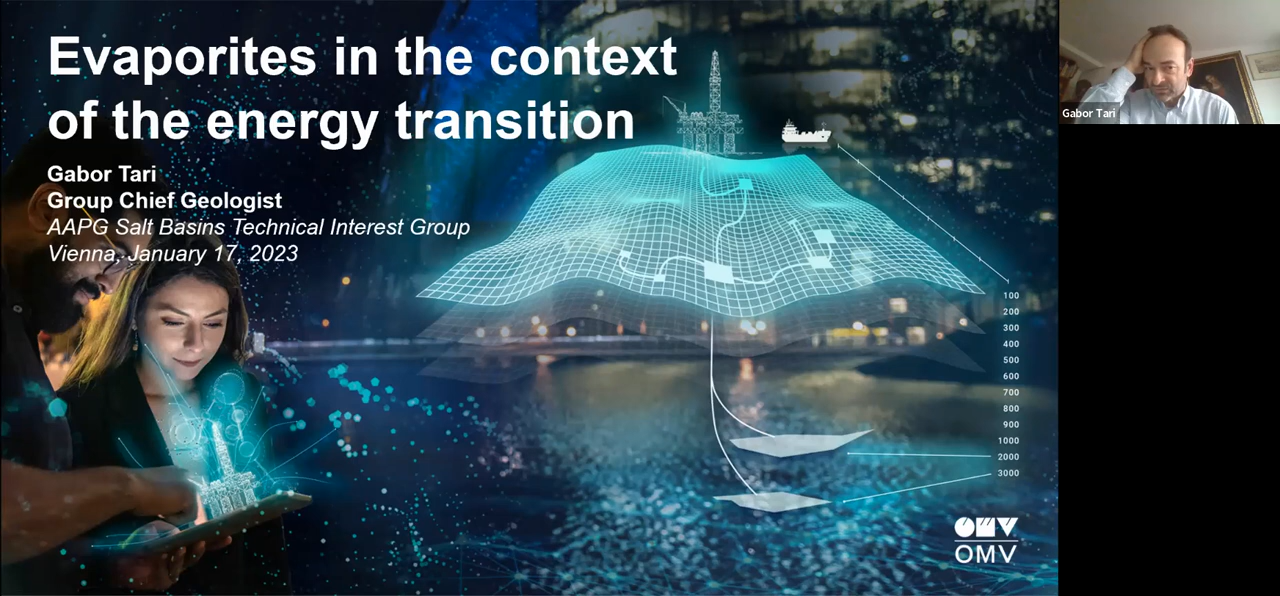 Evaporites in the context
of the energy transition
Gabor Tari
Group Chief Geologist
AAPG Salt Basins Technical Interest Group
Vienna, January 17, 2023
Gabor Tari
100
200
300
400
500
600
700
800
900
1000
2000
3000
OMV
OMV